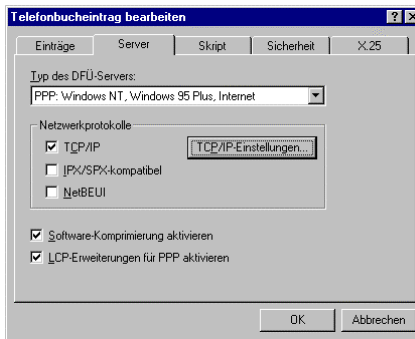 Telefonbucheintrag bearbeiten
Einträge Server Skript Sicherheit X.25
Typ des DFÜ-Servers:
PPP: Windows NT, Windows 95 Plus, Internet
Netzwerkprotokolle
TCP/IP TCP/IP-Einstellungen...
IPX/SPX-kompatibel
NetBEUI
Software-Komprimierung aktivieren
LCP-Erweiterungen für PPP aktivieren
OK Abbrechen